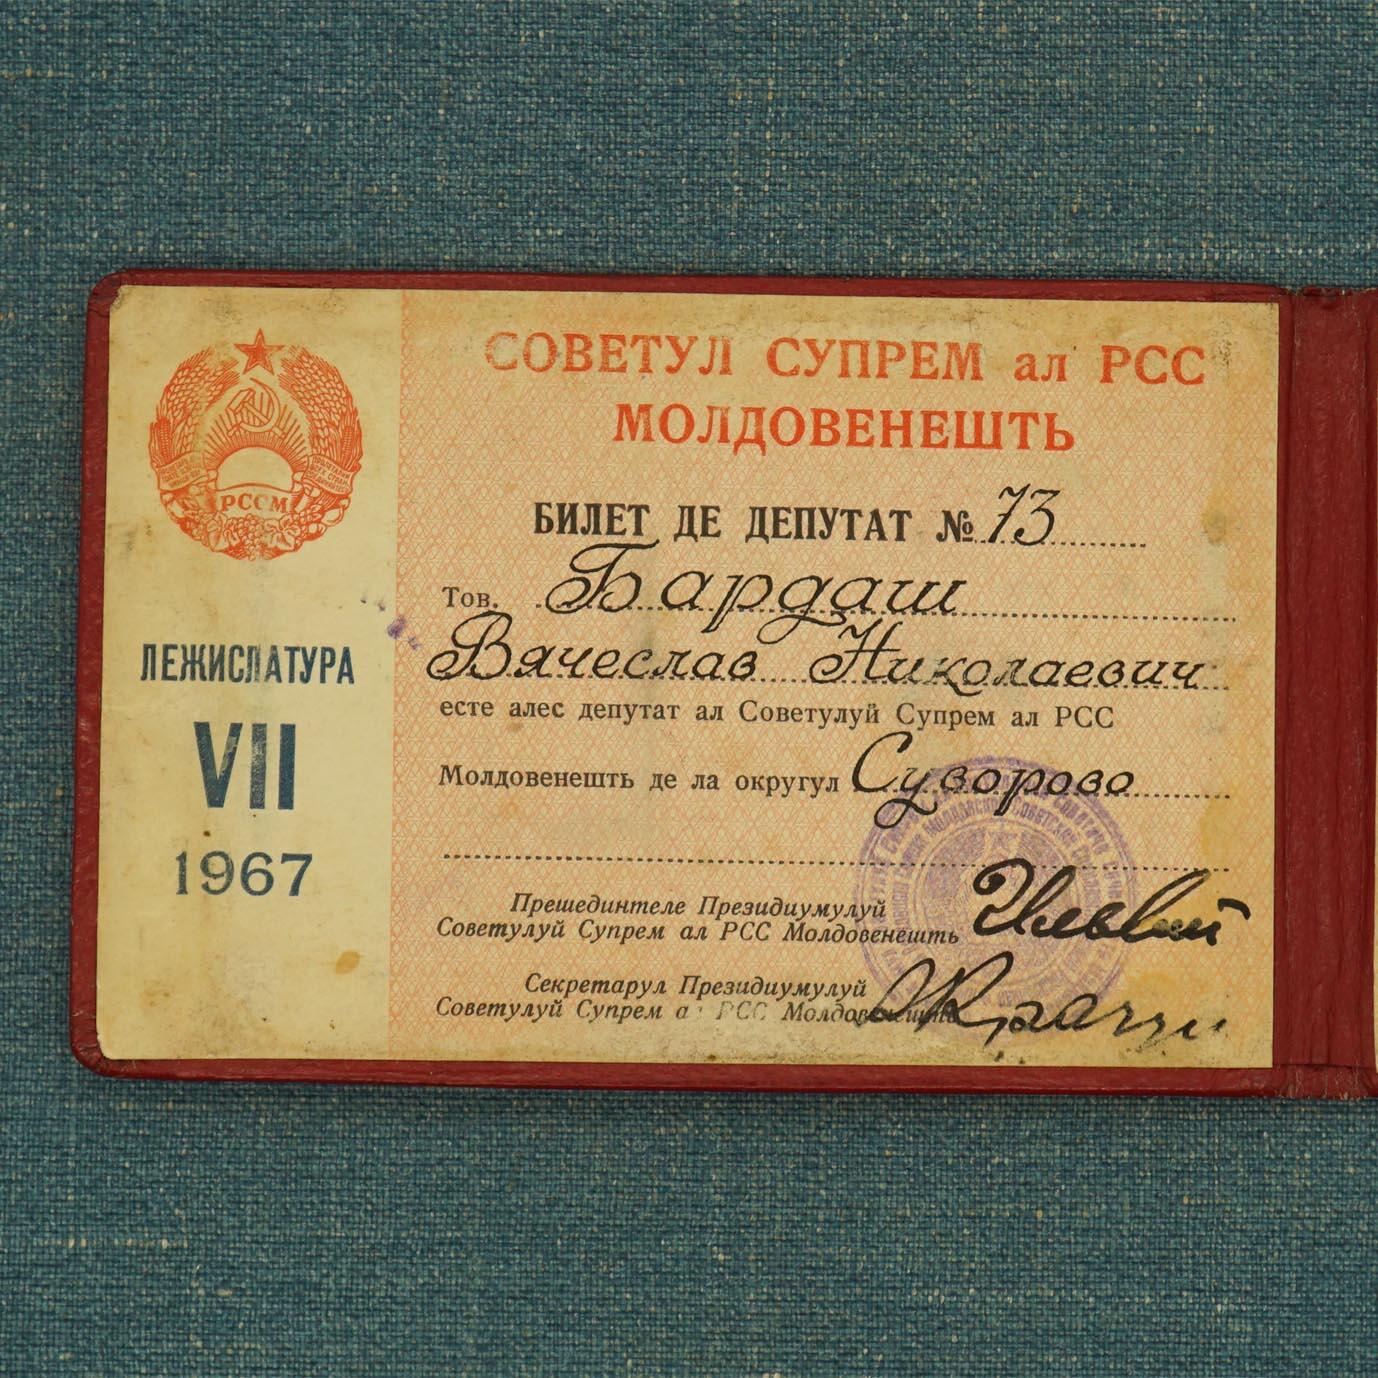 СОВЕТУЛ СУПРЕМ ал РСС
МОЛДОВЕНЕШТЬ
РССМ
БИЛЕТ ДЕ ДЕПУТАТ № 73
Тов. Бардаш
Вячеслав Николаевич
есте алес депутат ал Советулуй Супрем ал РСС
Молдовенешть де ла округул Суворово
ЛЕЖИСЛАТУРА
VII
1967
Прешединтеле Президиумулуй
Советулуй Супрем ал РСС Молдовенешть
Секретарул Президиумулуй
Советулуй Супрем ал РСС Молдовенешть